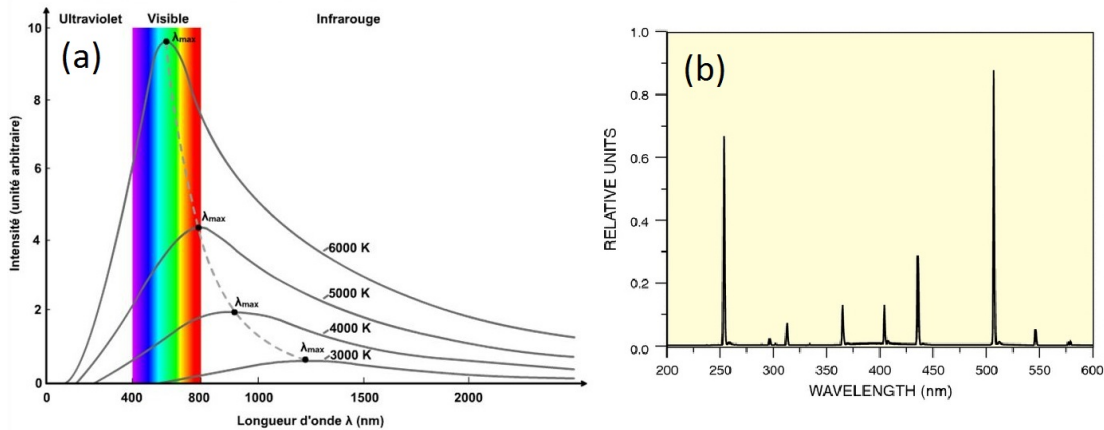 Ultraviolet Visible Infrarouge
(a)
10
8
6
4
2
0
Intensité (unité arbitraire)
λmax
λmax
λmax
λmax
6000 K
5000 K
4000 K
3000 K
0 400 800 1000 1500 2000
Longueur d'onde λ (nm)
(b)
1.0
0.8
0.6
0.4
0.2
0.0
RELATIVE UNITS
200 250 300 350 400 450 500 550 600
WAVELENGTH (nm)